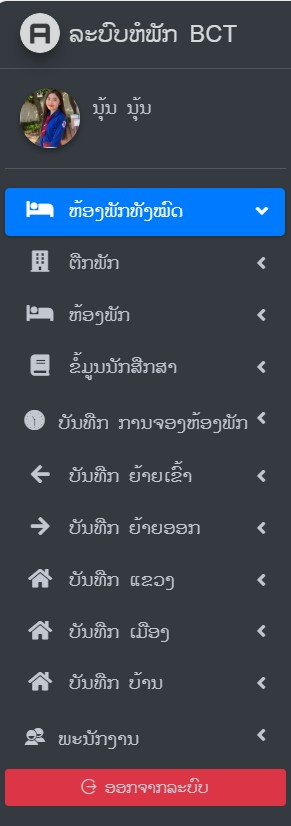 ລະບົບຫໍພັກ BCT
ນຸ້ນ ນຸ້ນ
ຫ້ອງພັກທັງໝົດ
ຕຶກພັກ
ຫ້ອງພັກ
ຂໍ້ມູນນັກສຶກສາ
ບັນທຶກ ການຈອງຫ້ອງພັກ
ບັນທຶກ ຍ້າຍເຂົ້າ
ບັນທຶກ ຍ້າຍອອກ
ບັນທຶກ ແຂວງ
ບັນທຶກ ເມືອງ
ບັນທຶກ ບ້ານ
ພະນັກງານ
ອອກຈາກລະບົບ